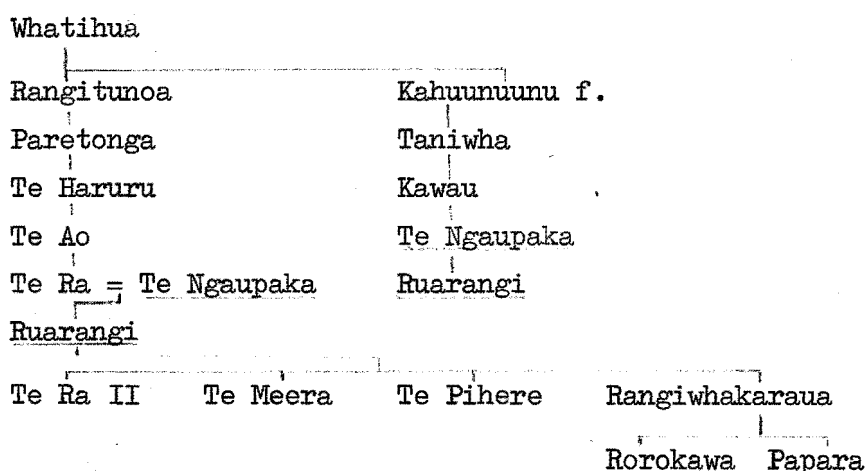 Whatihua
Rangitunoa Kahuunuunu f.
Paretonga Taniwha
Te Haruru Kawau
Te Ao Te Ngaupaka
Te Ra = Te Ngaupaka Ruarangi
Ruarangi
Te Ra II Te Meera Te Pihere Rangiwhakaraua
Rorokawa Papara